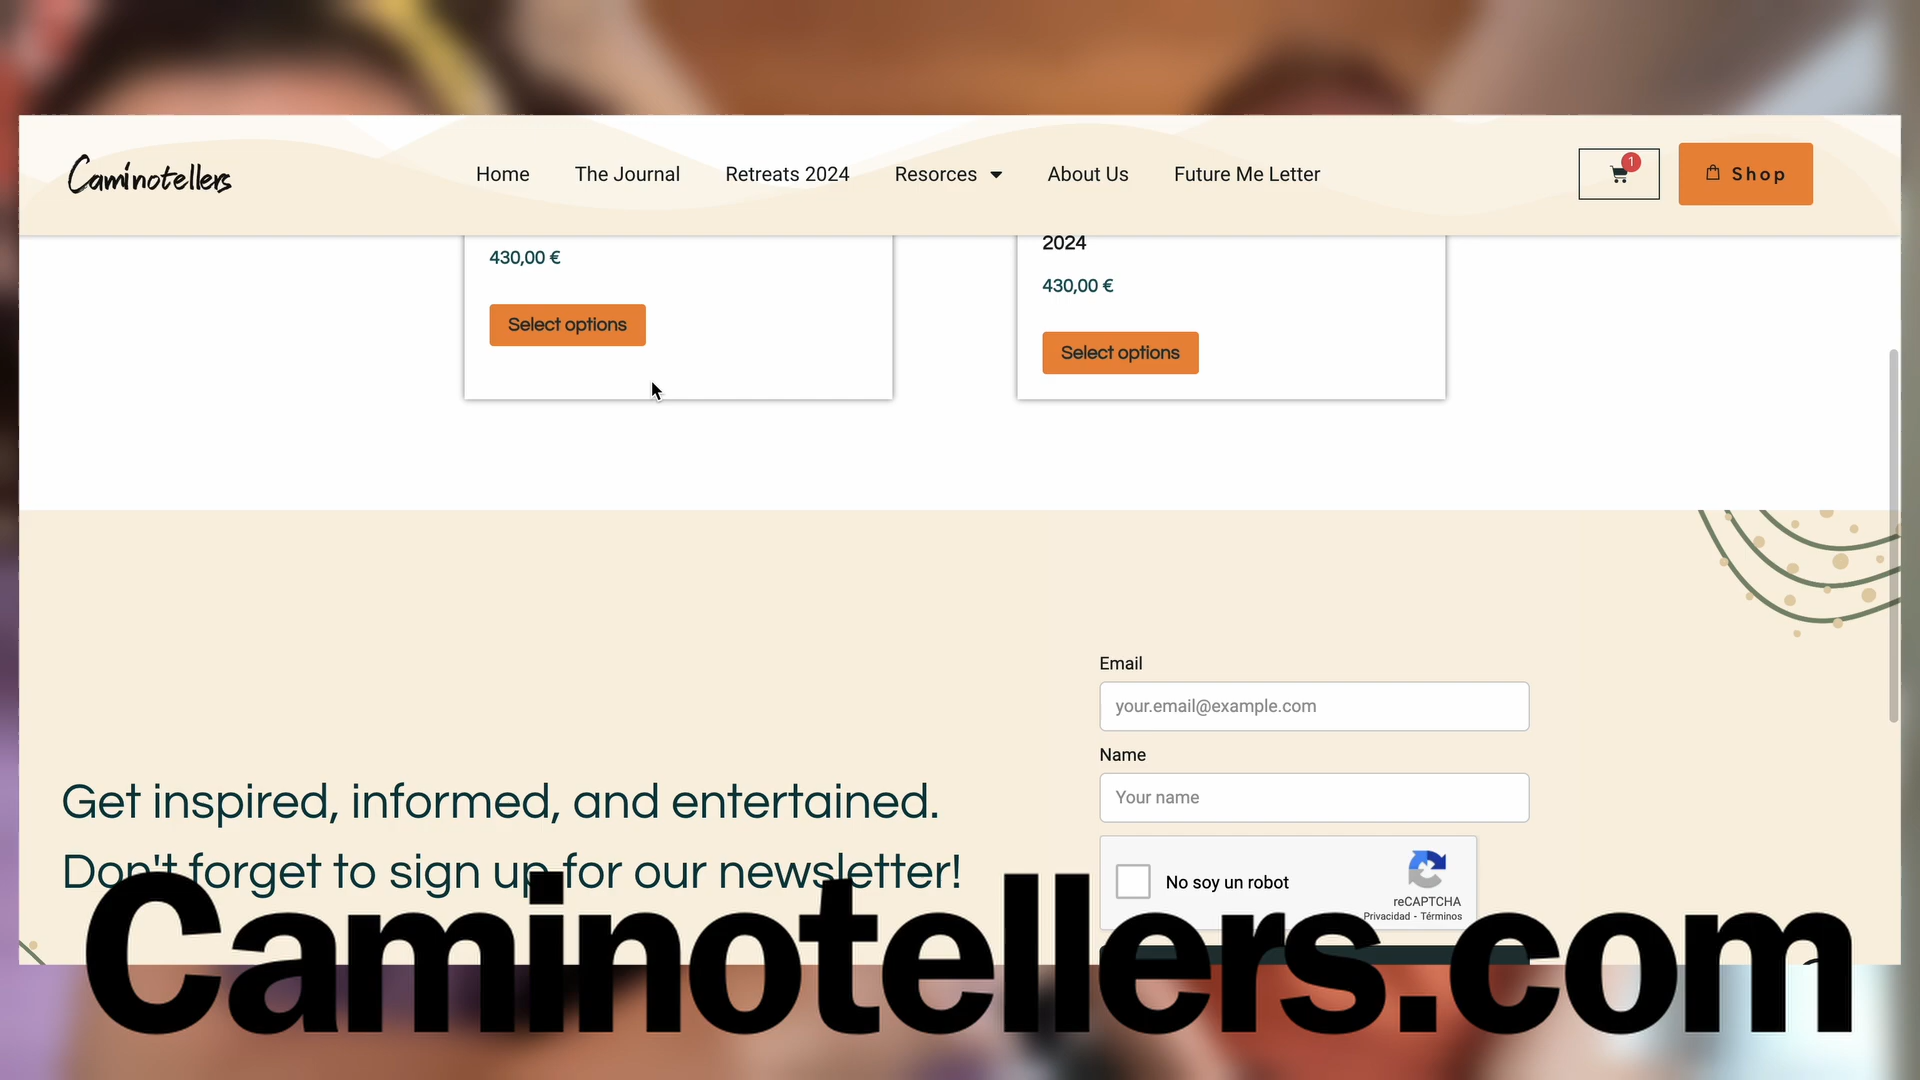 Caminotellers
Home The Journal Retreats 2024 Resorces About Us Future Me Letter
1
Shop
430,00 €
Select options
2024
430,00 €
Select options
Email
your.email@example.com
Name
Your name
Get inspired, informed, and entertained.
Don't forget to sign up for our newsletter!
No soy un robot
reCAPTCHA
Privacidad - Términos
Caminotellers.com